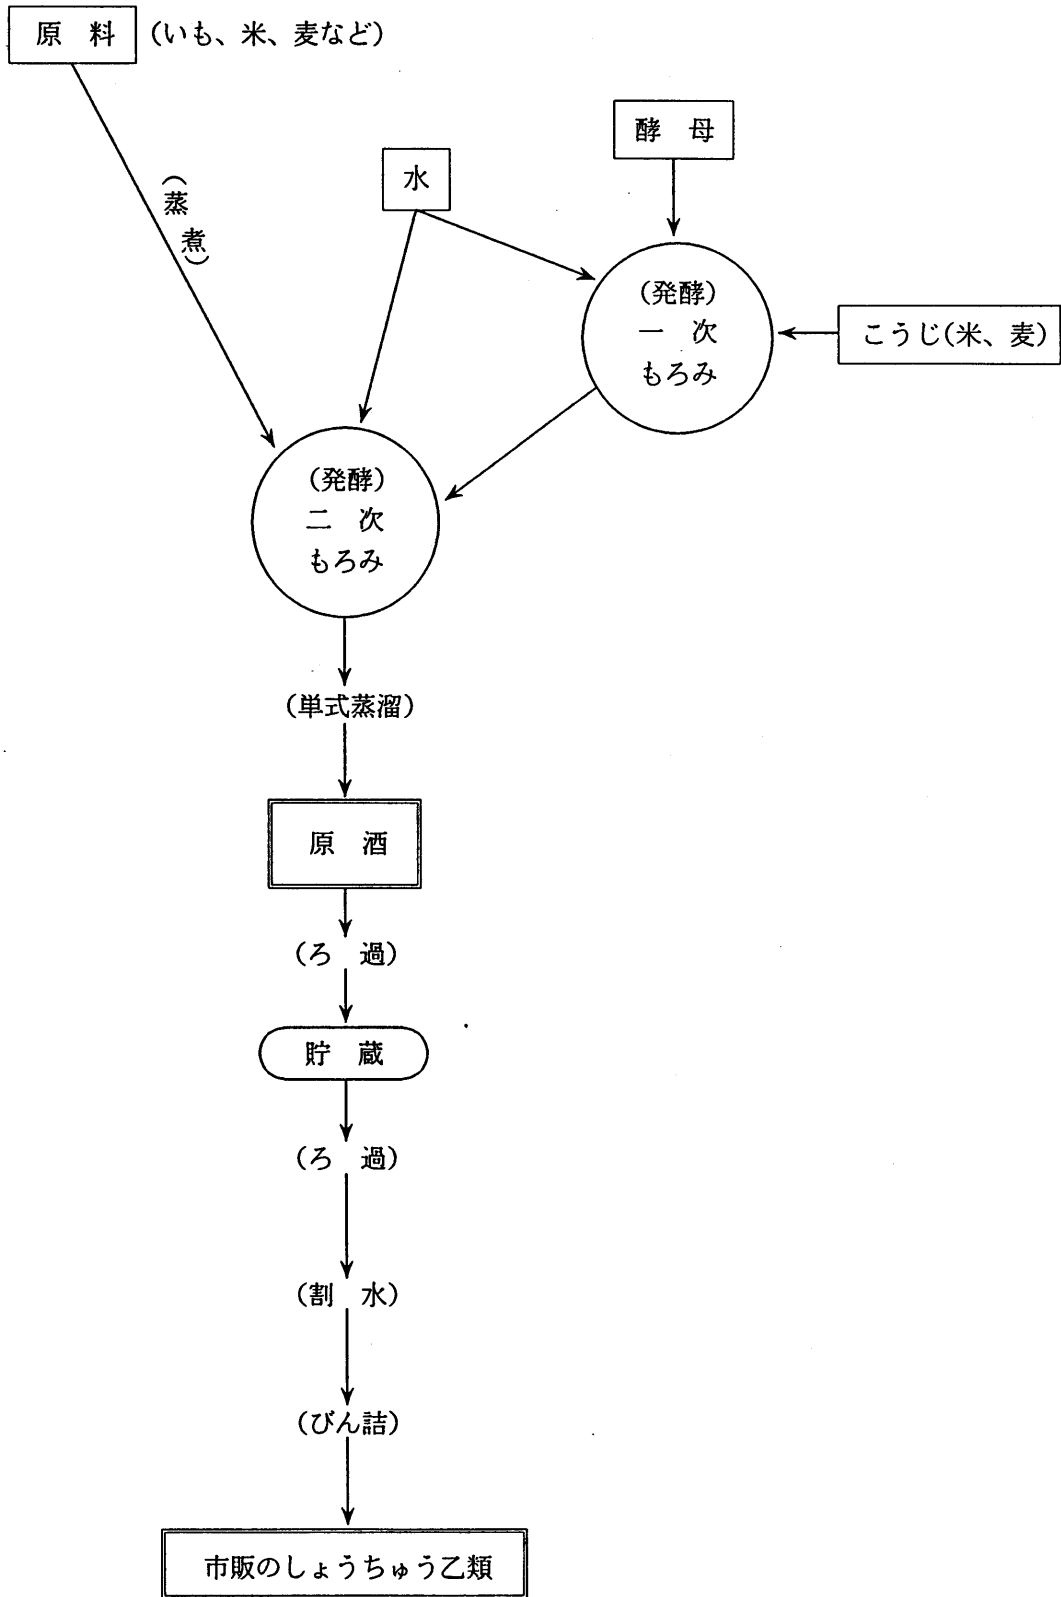 原　料 (いも、米、麦など)
酵　母
水
(蒸煮)
(発酵)
一　次
もろみ
こうじ(米、麦)
(発酵)
二　次
もろみ
(単式蒸溜)
原　酒
(ろ　過)
貯　蔵
(ろ　過)
(割　水)
(びん詰)
市販のしょうちゅう乙類